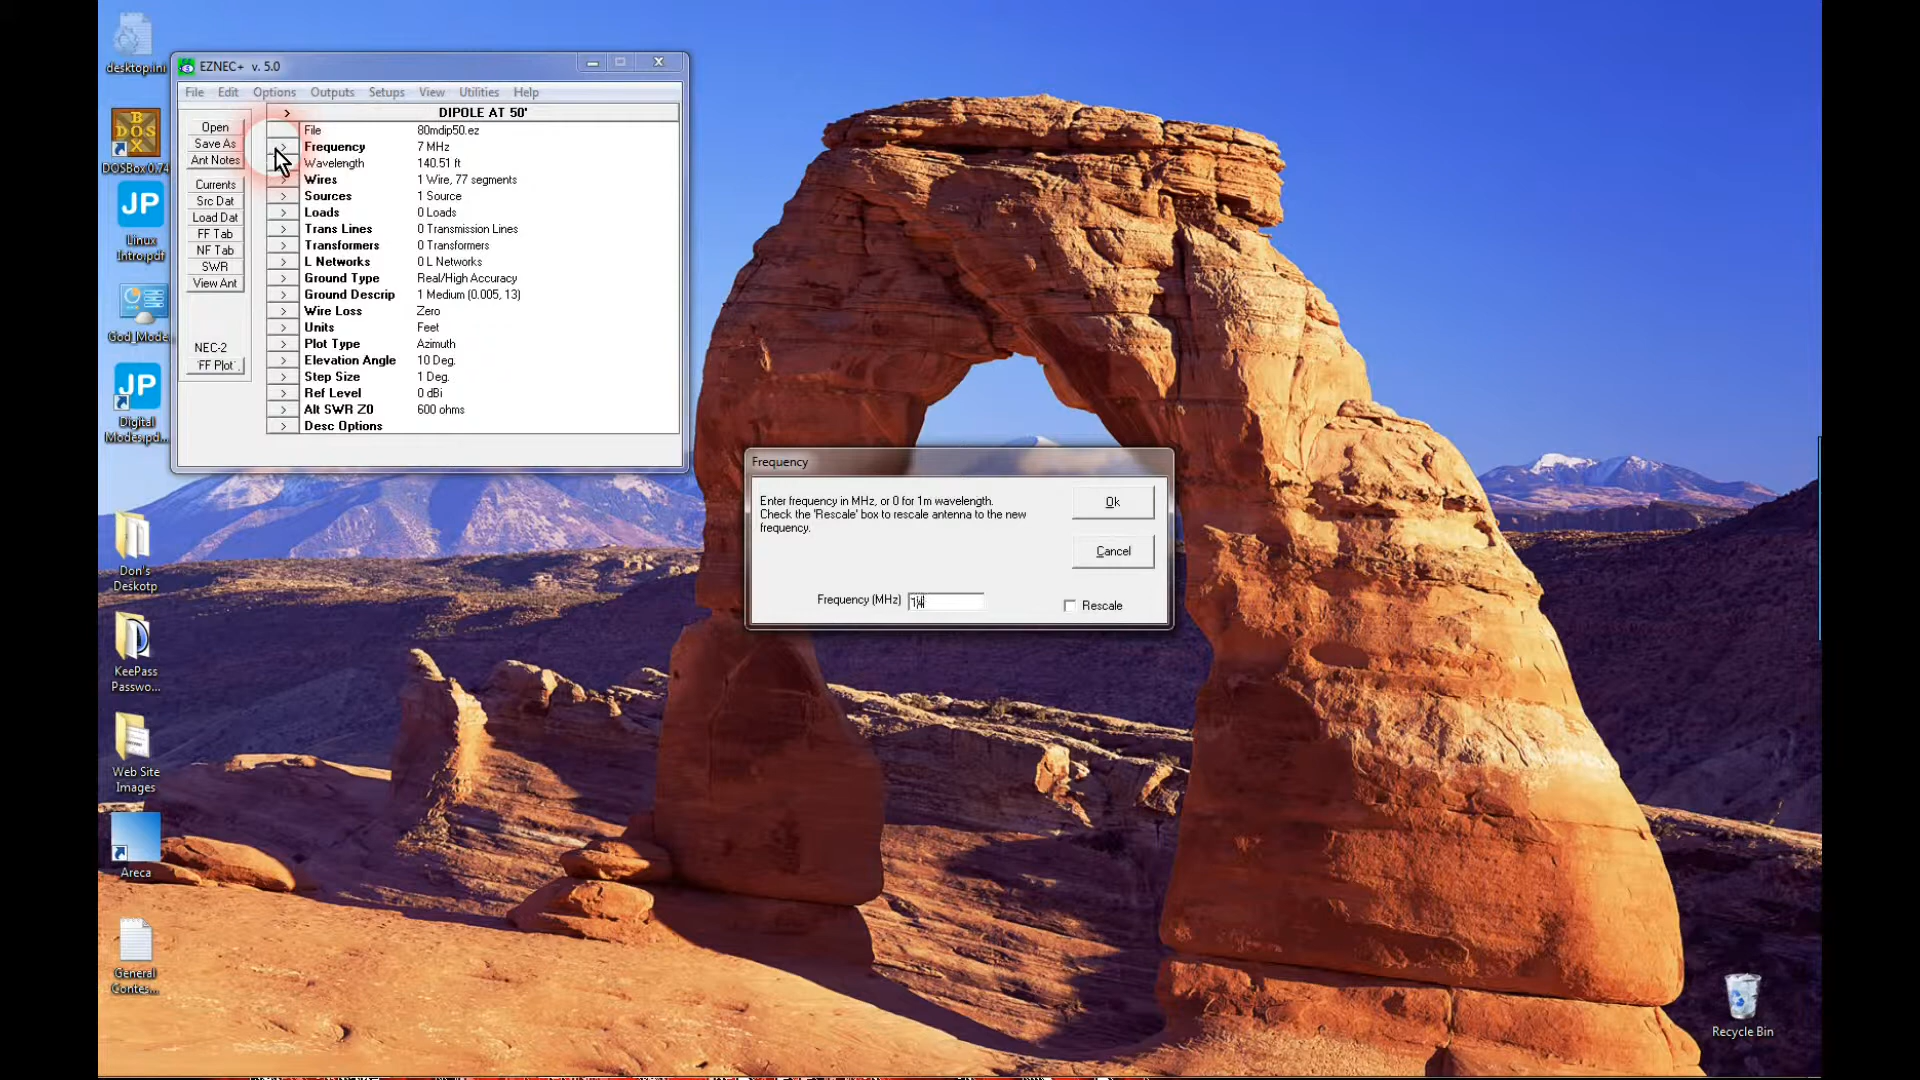 desktop.ini
DOSBox 0.74
JP
Linux
Intro.pdf
God_Mode...
JP
Digital
Modes.pd...
Don's
Deskotp
KeePass
Passwo...
Web Site
Images
Areca
General
Contes...
Recycle Bin
EZNEC+ v. 5.0
File Edit Options Outputs Setups View Utilities Help
Open
Save As
Ant Notes
Currents
Src Dat
Load Dat
FF Tab
NF Tab
SWR
View Ant
NEC-2
FF Plot
> DIPOLE AT 50'
File 80mdip50.ez
> Frequency 7 MHz
Wavelength 140.51 ft
> Wires 1 Wire, 77 segments
> Sources 1 Source
> Loads 0 Loads
> Trans Lines 0 Transmission Lines
> Transformers 0 Transformers
> L Networks 0 L Networks
> Ground Type Real/High Accuracy
> Ground Descrip 1 Medium (0.005, 13)
> Wire Loss Zero
> Units Feet
> Plot Type Azimuth
> Elevation Angle 10 Deg.
> Step Size 1 Deg.
> Ref Level 0 dBi
> Alt SWR Z0 600 ohms
> Desc Options
Frequency
Enter frequency in MHz, or 0 for 1m wavelength.
Check the 'Rescale' box to rescale antenna to the new
frequency.
Ok
Cancel
Frequency (MHz) 14
Rescale